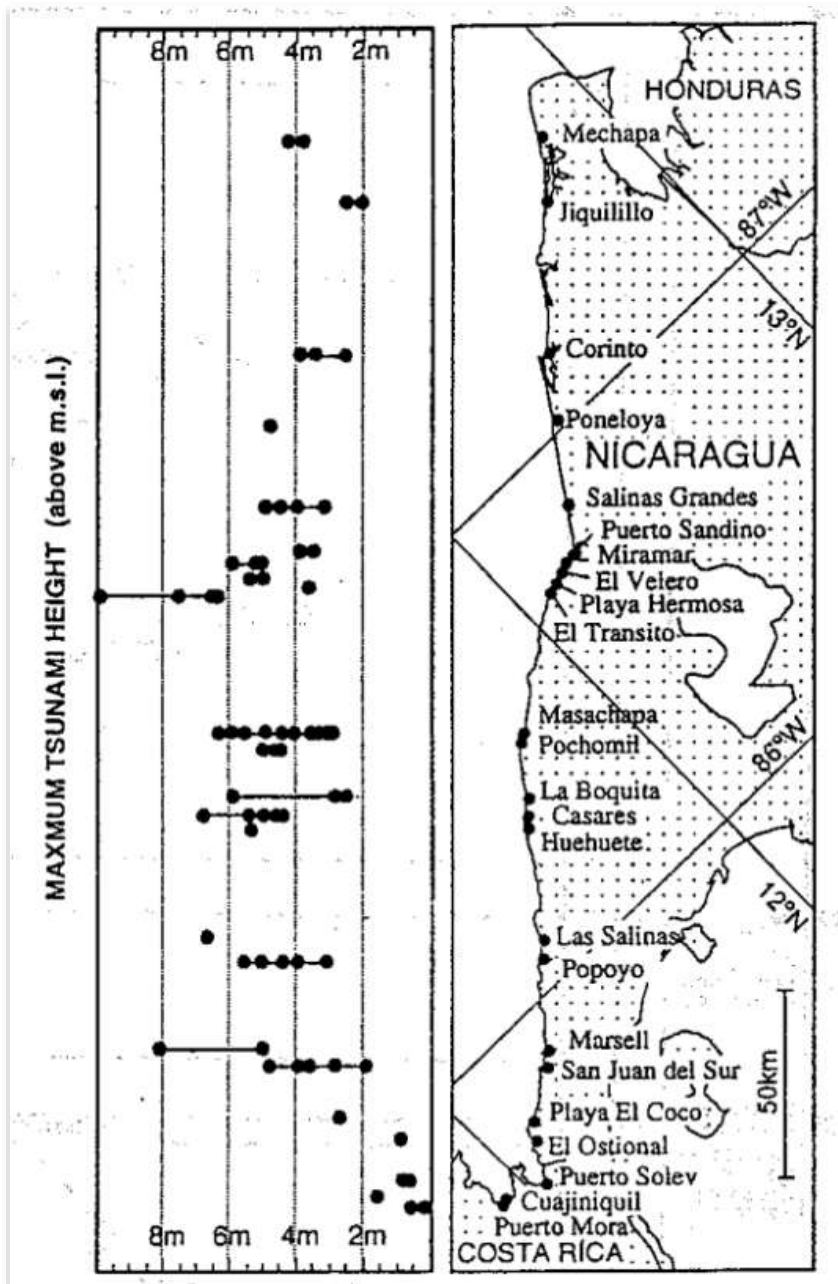 MAXMUM TSUNAMI HEIGHT (above m.s.l.)
8m 6m 4m 2m
8m 6m 4m 2m
HONDURAS
Mechapa
Jiquilillo
87°W
13°N
Corinto
Poneloya
NICARAGUA
Salinas Grandes
Puerto Sandino
Miramar
El Velero
Playa Hermosa
El Transito
Masachapa
Pochomil
86°W
La Boquita
Casares
Huehuete
12°N
Las Salinas
Popoyo
Marsell
San Juan del Sur
50km
Playa El Coco
El Ostional
Puerto Solev
Cuajiniquil
Puerto Mora
COSTA RICA